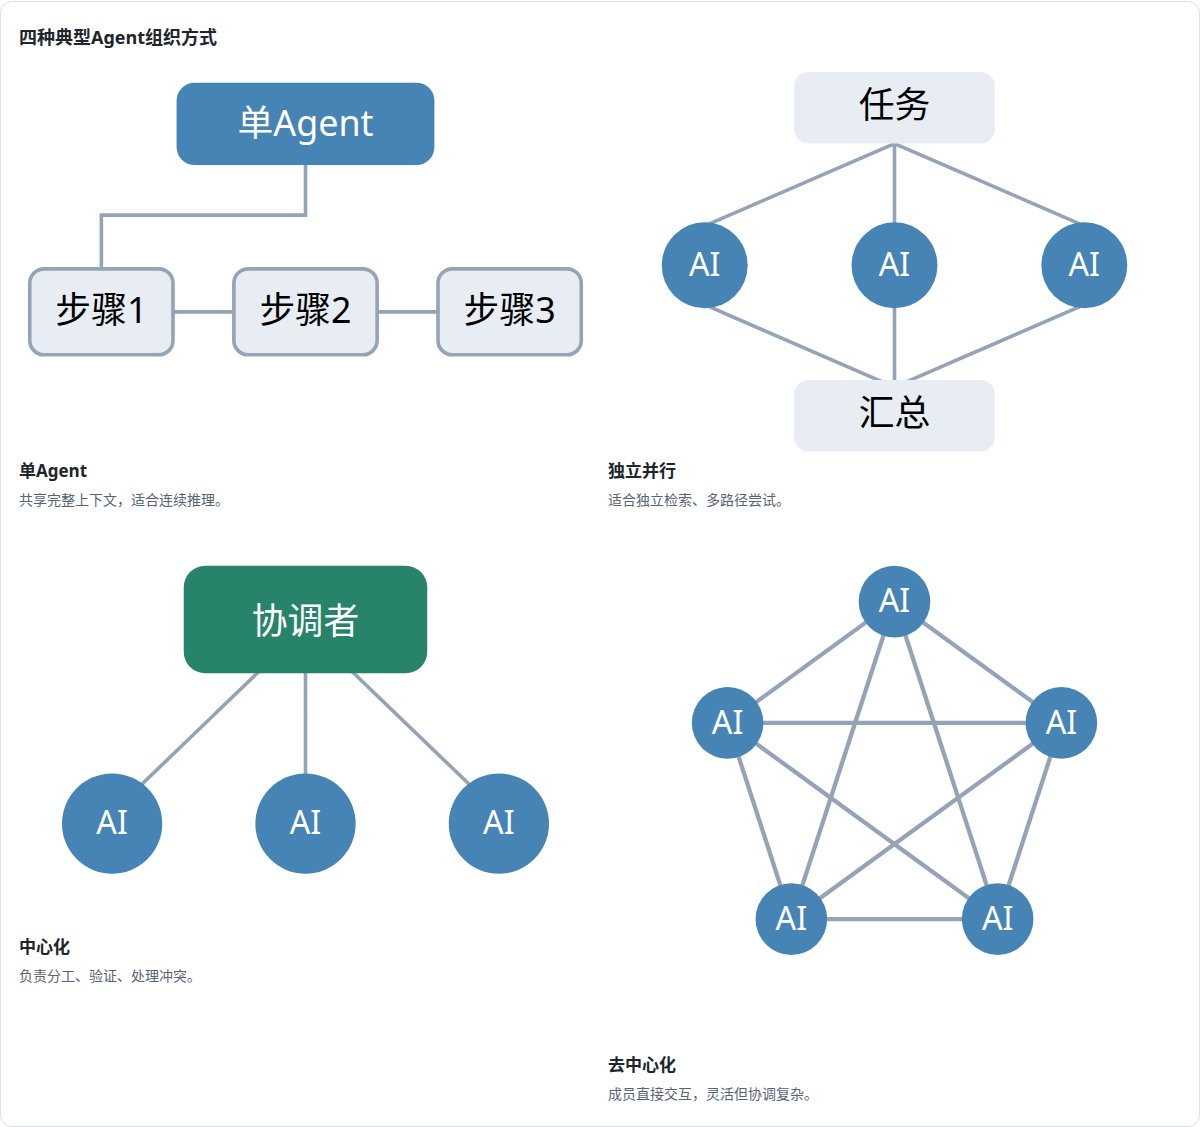 四种典型Agent组织方式
单Agent
步骤1
步骤2
步骤3
单Agent
共享完整上下文，适合连续推理。
任务
AI
AI
AI
汇总
独立并行
适合独立检索、多路径尝试。
协调者
AI
AI
AI
中心化
负责分工、验证、处理冲突。
AI
AI
AI
AI
AI
去中心化
成员直接交互，灵活但协调复杂。